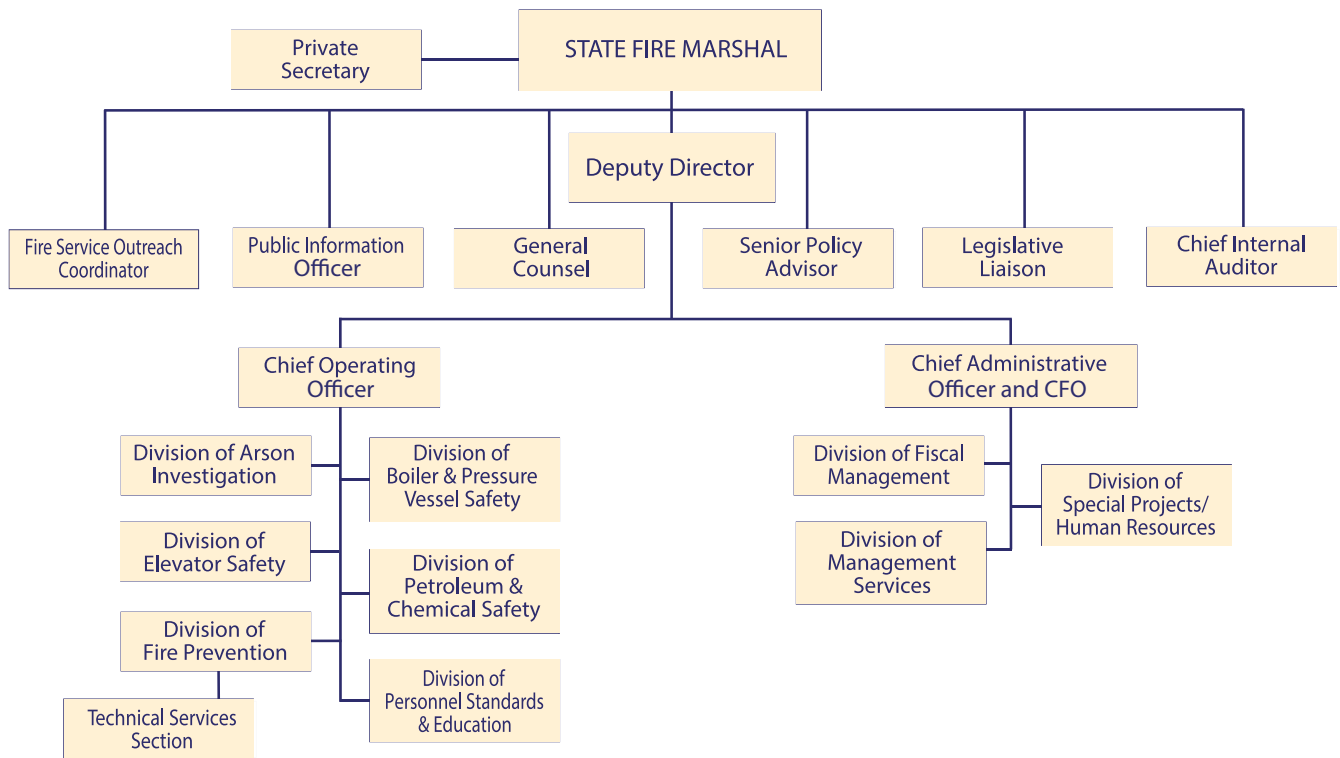 Private
Secretary
STATE FIRE MARSHAL
Deputy Director
Fire Service Outreach
Coordinator
Public Information
Officer
General
Counsel
Senior Policy
Advisor
Legislative
Liaison
Chief Internal
Auditor
Chief Operating
Officer
Chief Administrative
Officer and CFO
Division of Arson
Investigation
Division of
Boiler & Pressure
Vessel Safety
Division of
Elevator Safety
Division of
Petroleum &
Chemical Safety
Division of
Fire Prevention
Division of
Personnel Standards
& Education
Technical Services
Section
Division of Fiscal
Management
Division of
Special Projects/
Human Resources
Division of
Management
Services